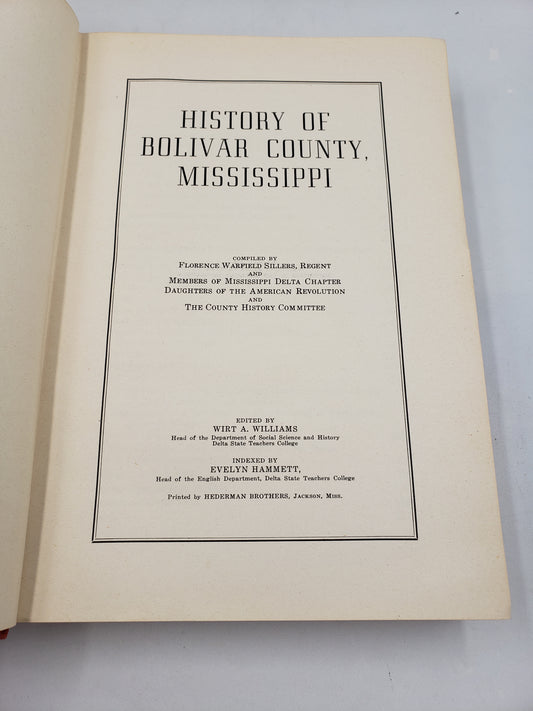 HISTORY OF
BOLIVAR COUNTY,
MISSISSIPPI
COMPILED BY
FLORENCE WARFIELD SILLERS, REGENT
AND
MEMBERS OF MISSISSIPPI DELTA CHAPTER
DAUGHTERS OF THE AMERICAN REVOLUTION
AND
THE COUNTY HISTORY COMMITTEE
EDITED BY
WIRT A. WILLIAMS
Head of the Department of Social Science and History
Delta State Teachers College
INDEXED BY
EVELYN HAMMETT,
Head of the English Department, Delta State Teachers College
Printed by HEDERMAN BROTHERS, JACKSON, MISS.